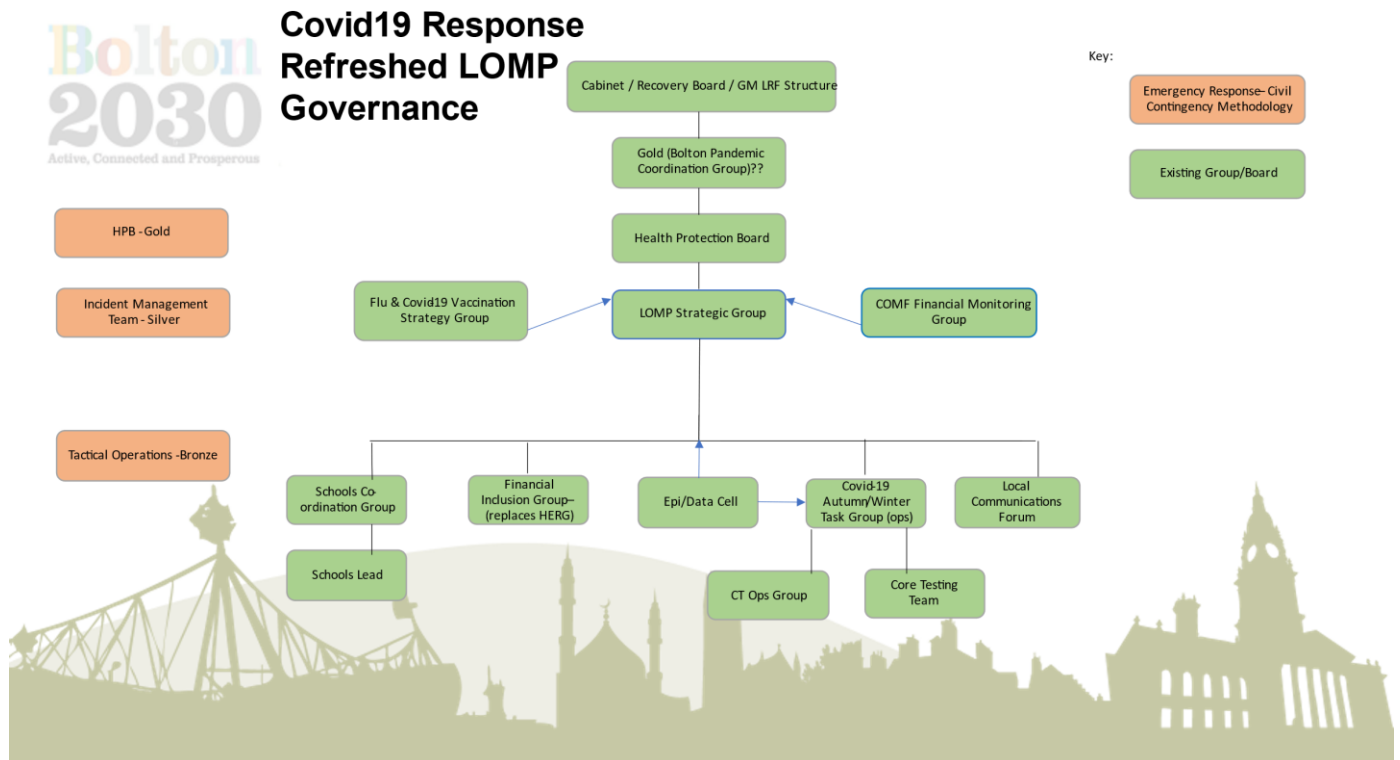 Bolton
2030
Active, Connected and Prosperous
Covid19 Response
Refreshed LOMP
Governance
Key:
Cabinet / Recovery Board / GM LRF Structure
Emergency Response– Civil
Contingency Methodology
Gold (Bolton Pandemic
Coordination Group)??
Existing Group/Board
HPB -Gold
Health Protection Board
Incident Management
Team - Silver
Flu & Covid19 Vaccination
Strategy Group
LOMP Strategic Group
COMF Financial Monitoring
Group
Tactical Operations -Bronze
Schools Co-
ordination Group
Financial
Inclusion Group–
(replaces HERG)
Epi/Data Cell
Covid-19
Autumn/Winter
Task Group (ops)
Local
Communications
Forum
Schools Lead
CT Ops Group
Core Testing
Team